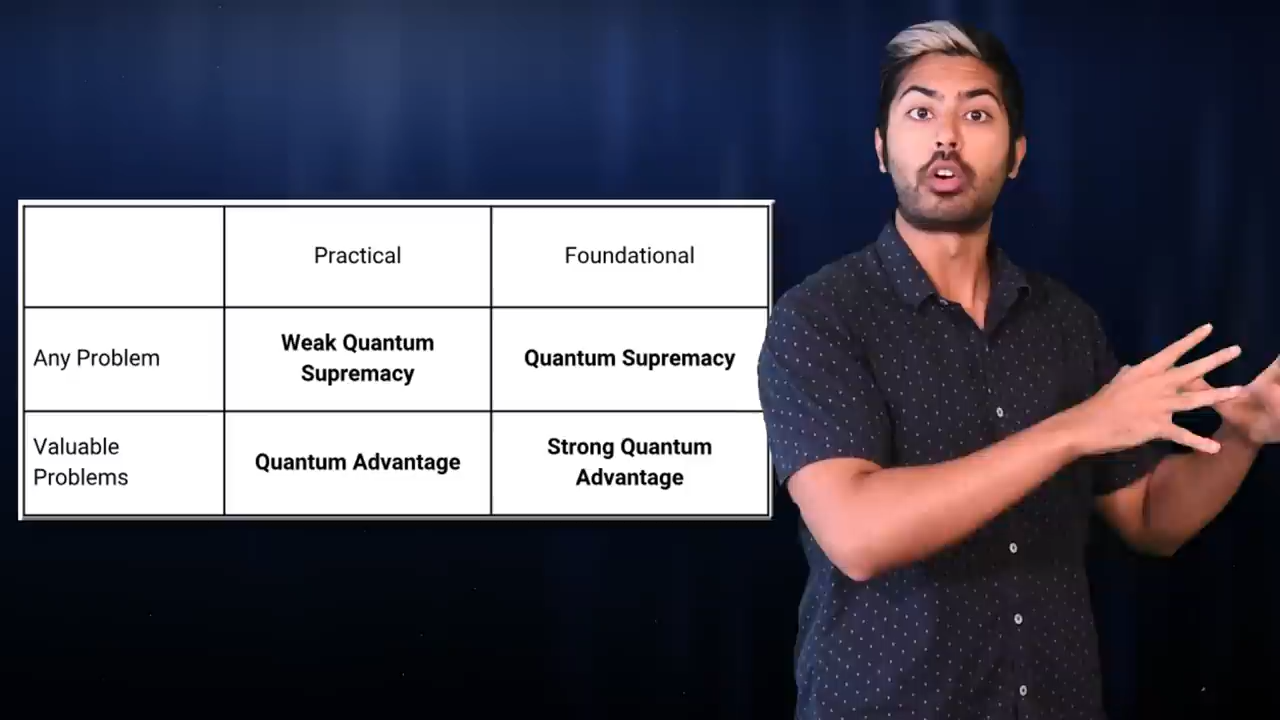 Practical
Foundational
Any Problem
Weak Quantum
Supremacy
Quantum Supremacy
Valuable
Problems
Quantum Advantage
Strong Quantum
Advantage